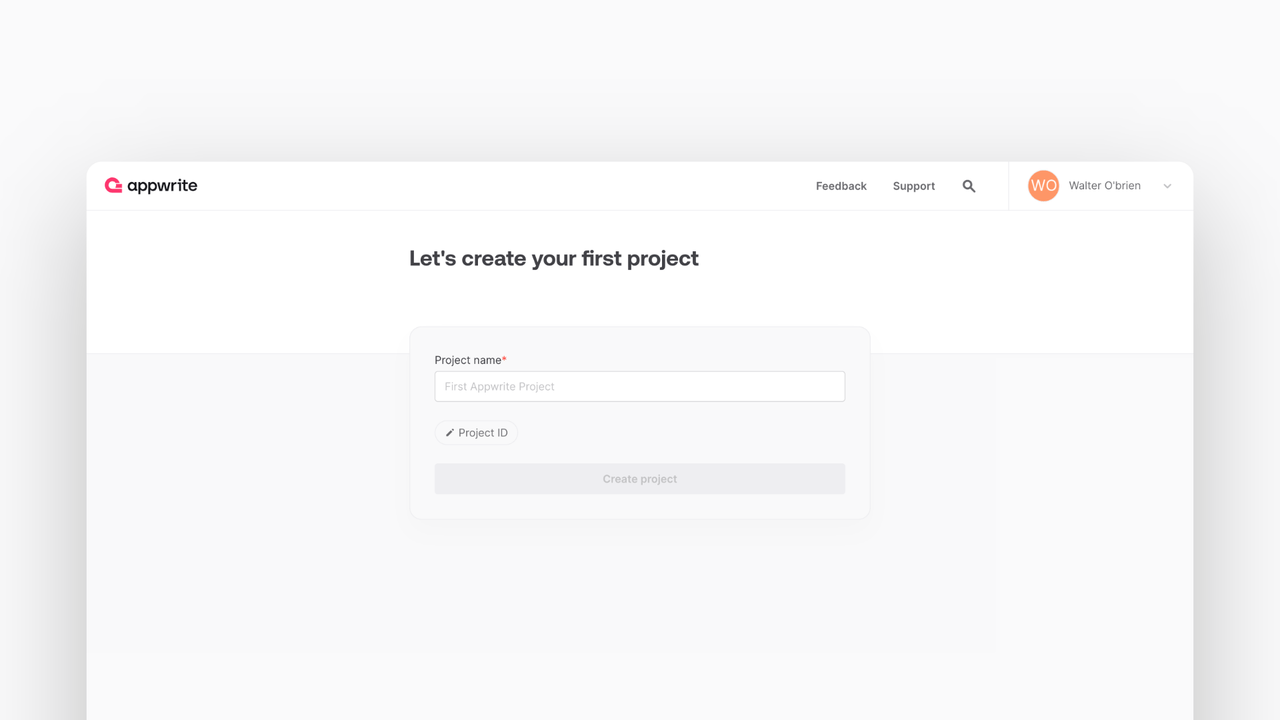 appwrite
Feedback Support WO Walter O'brien
Let's create your first project
Project name*
First Appwrite Project
Project ID
Create project